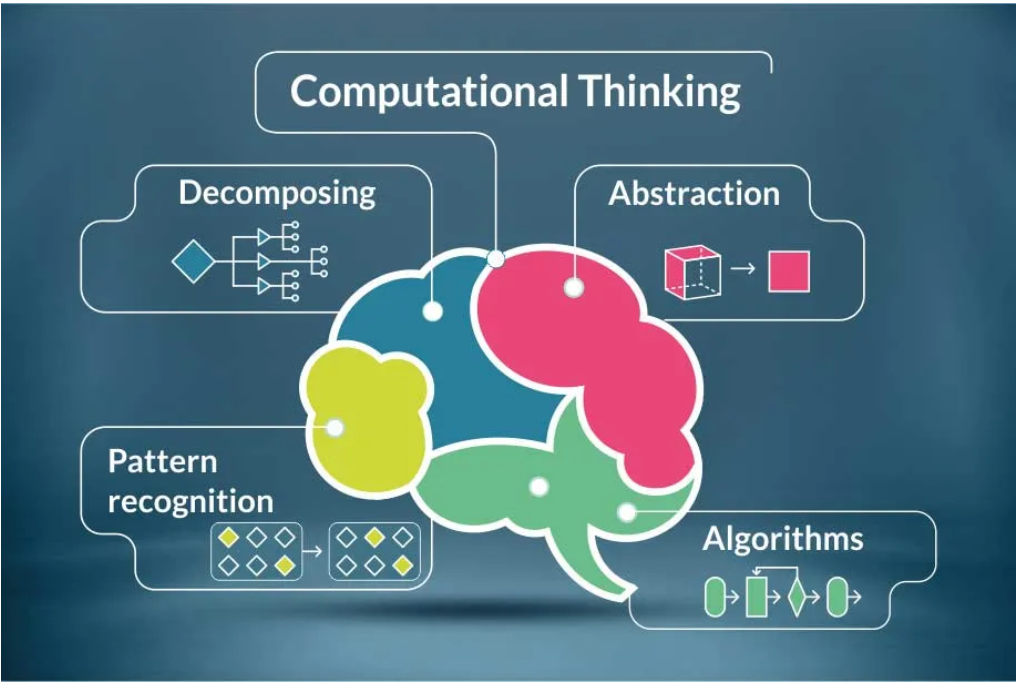 Computational Thinking
Decomposing
Abstraction
Pattern
recognition
Algorithms